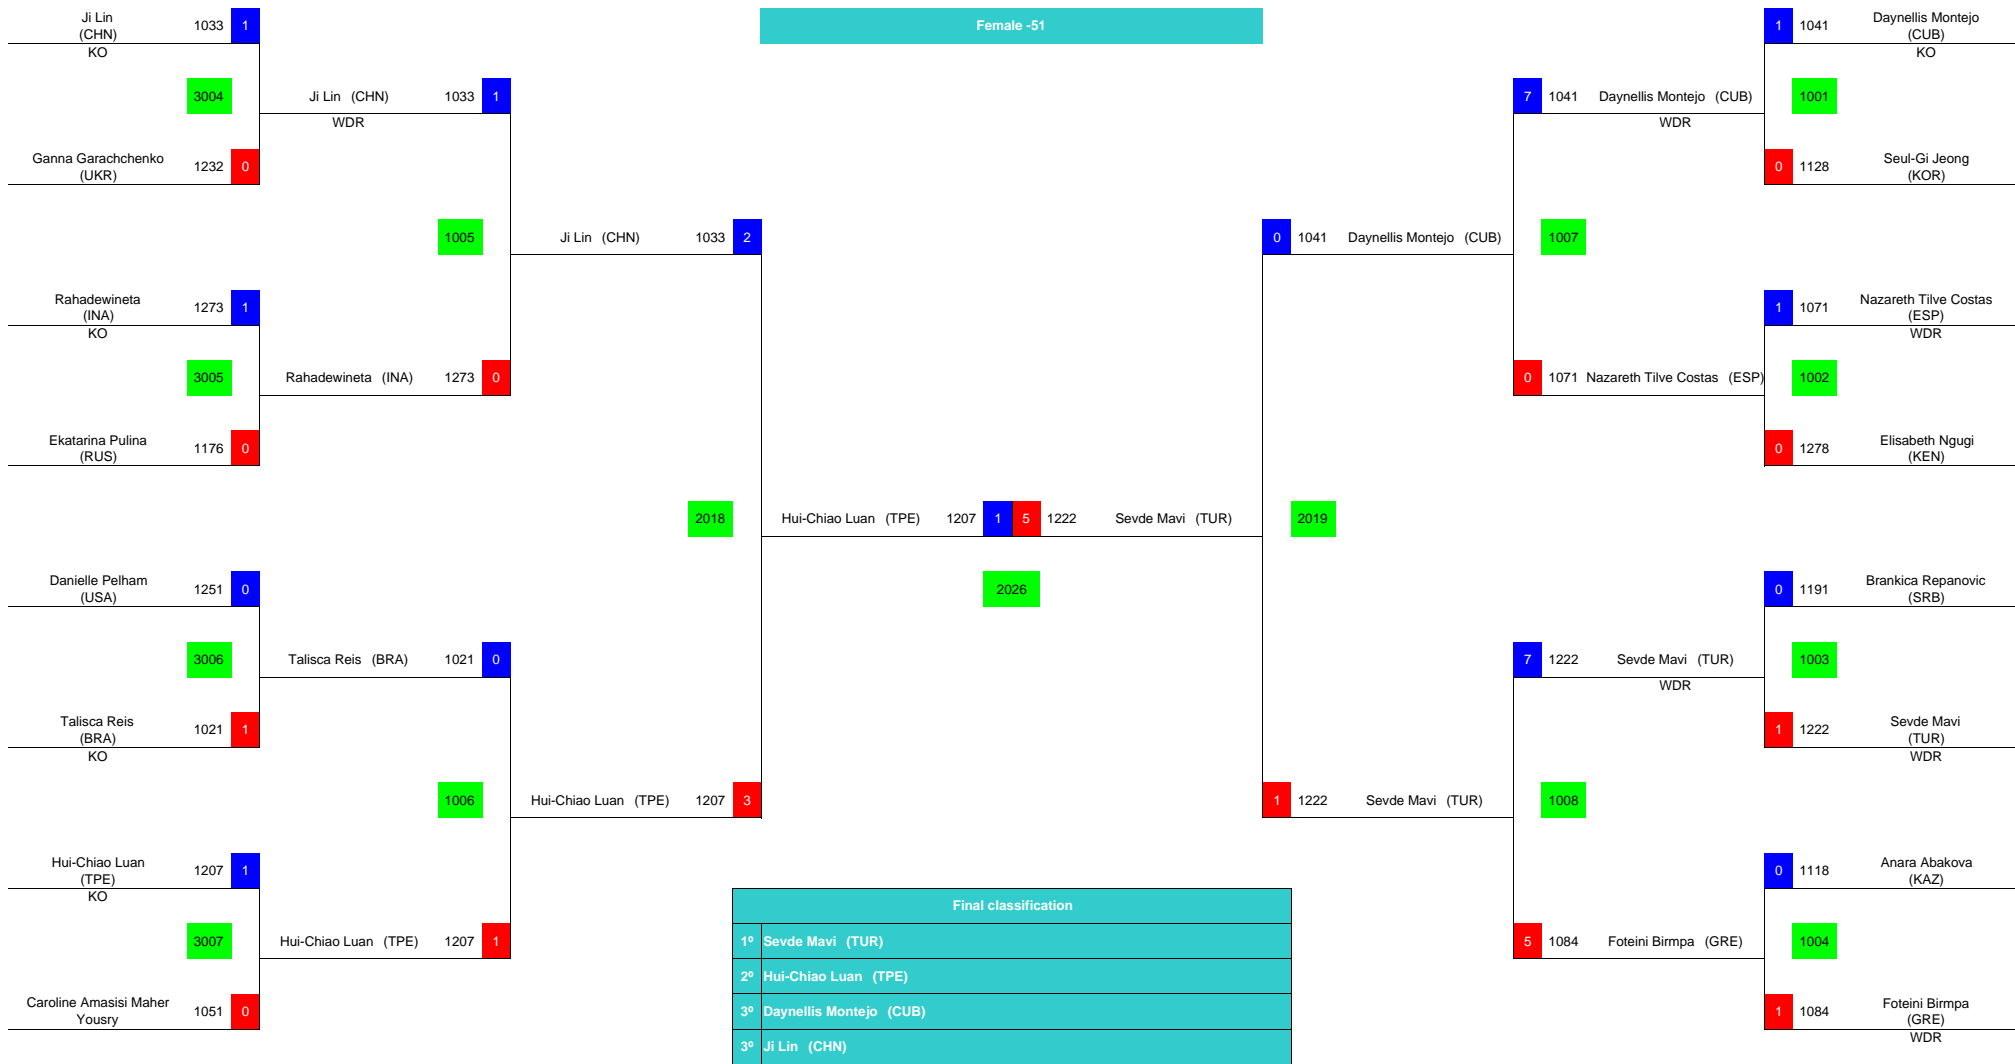 Female -51
Ji Lin
(CHN)
1033 1
KO
3004
Ganna Garachchenko
(UKR)
1232 0
Ji Lin (CHN) 1033 1
WDR
1005
Rahadewineta
(INA)
1273 1
KO
3005
Ekatarina Pulina
(RUS)
1176 0
Rahadewineta (INA) 1273 0
Ji Lin (CHN) 1033 2
2018
Danielle Pelham
(USA)
1251 0
3006
Talisca Reis
(BRA)
1021 1
KO
Talisca Reis (BRA) 1021 0
1006
Hui-Chiao Luan
(TPE)
1207 1
KO
3007
Caroline Amasisi Maher
Yousry
1051 0
Hui-Chiao Luan (TPE) 1207 1
Hui-Chiao Luan (TPE) 1207 3
Hui-Chiao Luan (TPE) 1207 1 5 1222 Sevde Mavi (TUR)
2026
2019
0 1041 Daynellis Montejo (CUB)
1007
7 1041 Daynellis Montejo (CUB)
WDR
1 1041 Daynellis Montejo
(CUB)
KO
1001
0 1128 Seul-Gi Jeong
(KOR)
0 1071 Nazareth Tilve Costas (ESP)
1 1071 Nazareth Tilve Costas
(ESP)
WDR
1002
0 1278 Elisabeth Ngugi
(KEN)
1 1222 Sevde Mavi (TUR)
1008
7 1222 Sevde Mavi (TUR)
WDR
0 1191 Brankica Repanovic
(SRB)
1003
1 1222 Sevde Mavi
(TUR)
WDR
5 1084 Foteini Birmpa (GRE)
0 1118 Anara Abakova
(KAZ)
1004
1 1084 Foteini Birmpa
(GRE)
WDR
Final classification
1º Sevde Mavi (TUR)
2º Hui-Chiao Luan (TPE)
3º Daynellis Montejo (CUB)
3º Ji Lin (CHN)